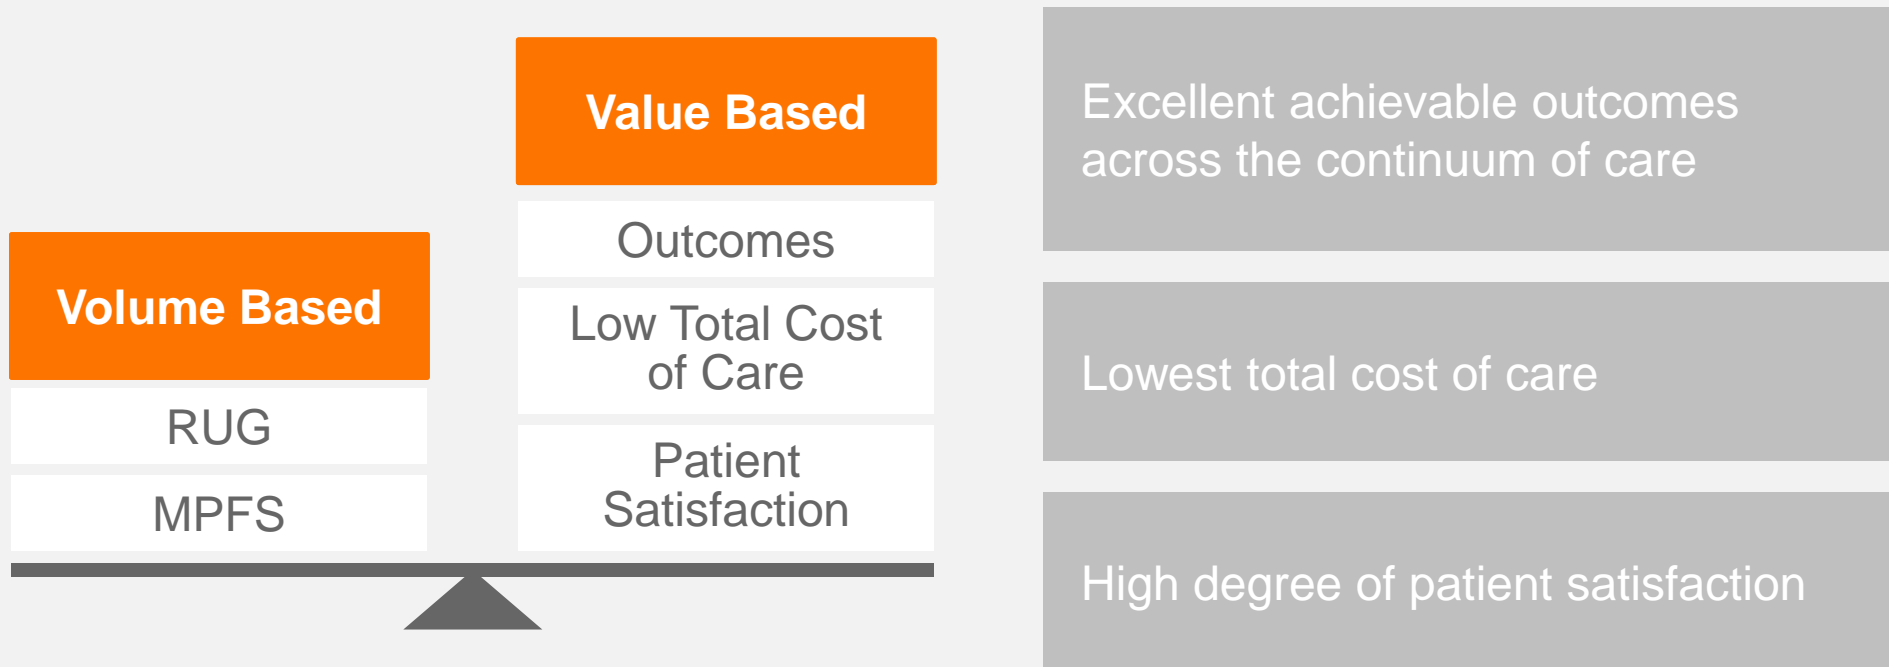 Volume Based
RUG
MPFS
Value Based
Outcomes
Low Total Cost
of Care
Patient
Satisfaction
Excellent achievable outcomes
across the continuum of care
Lowest total cost of care
High degree of patient satisfaction